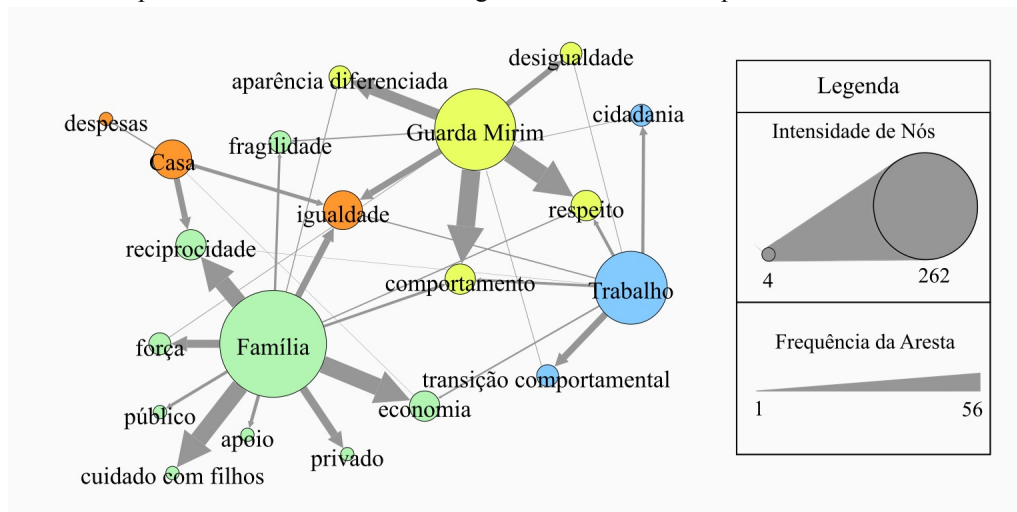 desigualdade
aparência diferenciada
cidadania
despesas
Guarda Mirim
fragilidade
Casa
igualdade
respeito
reciprocidade
comportamento
Trabalho
força
Família
transição comportamental
público
economia
apoio
privado
cuidado com filhos
Legenda
Intensidade de Nós
4
262
Frequência da Aresta
1
56